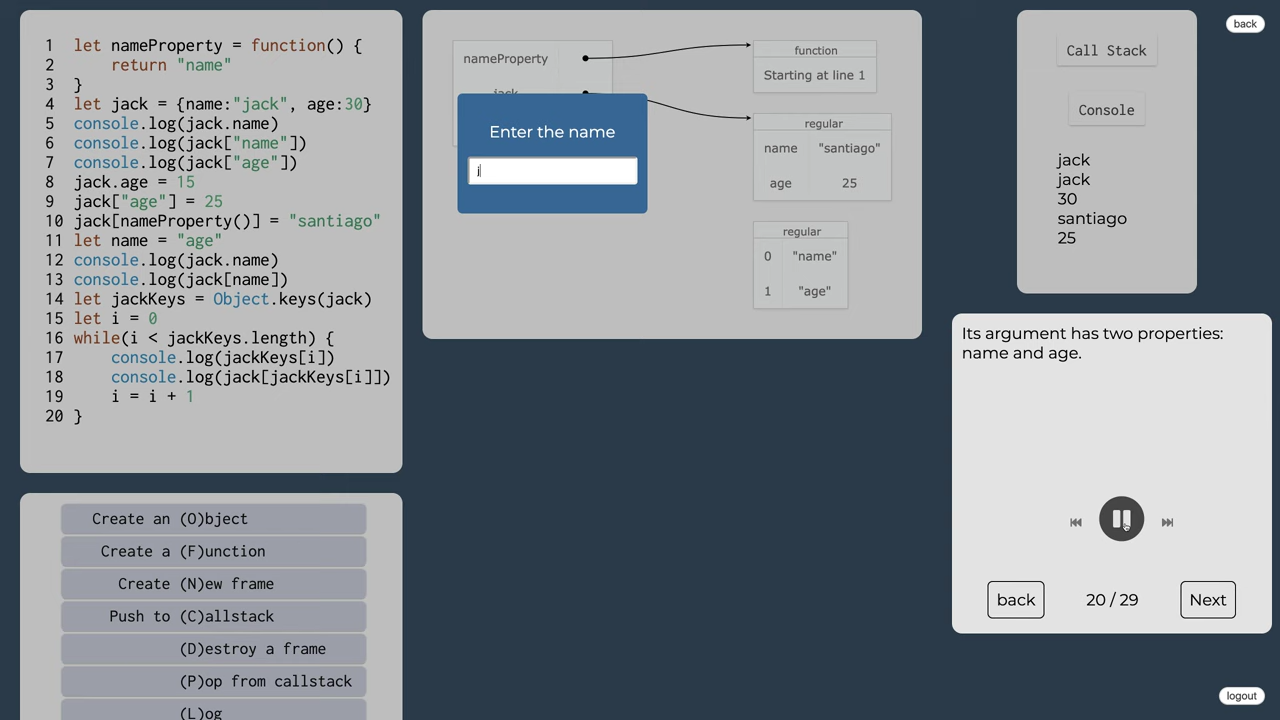 1 let nameProperty = function() {
2 return "name"
3 }
4 let jack = {name:"jack", age:30}
5 console.log(jack.name)
6 console.log(jack["name"])
7 console.log(jack["age"])
8 jack.age = 15
9 jack["age"] = 25
10 jack[nameProperty()] = "santiago"
11 let name = "age"
12 console.log(jack.name)
13 console.log(jack[name])
14 let jackKeys = Object.keys(jack)
15 let i = 0
16 while(i < jackKeys.length) {
17 console.log(jackKeys[i])
18 console.log(jack[jackKeys[i]])
19 i = i + 1
20 }
Create an (O)bject
Create a (F)unction
Create (N)ew frame
Push to (C)allstack
(D)estroy a frame
(P)op from callstack
(L)og
nameProperty
jack
Enter the name
j
function
Starting at line 1
regular
name "santiago"
age 25
regular
0 "name"
1 "age"
back
Call Stack
Console
jack
jack
30
santiago
25
Its argument has two properties:
name and age.
back 20 / 29 Next
logout